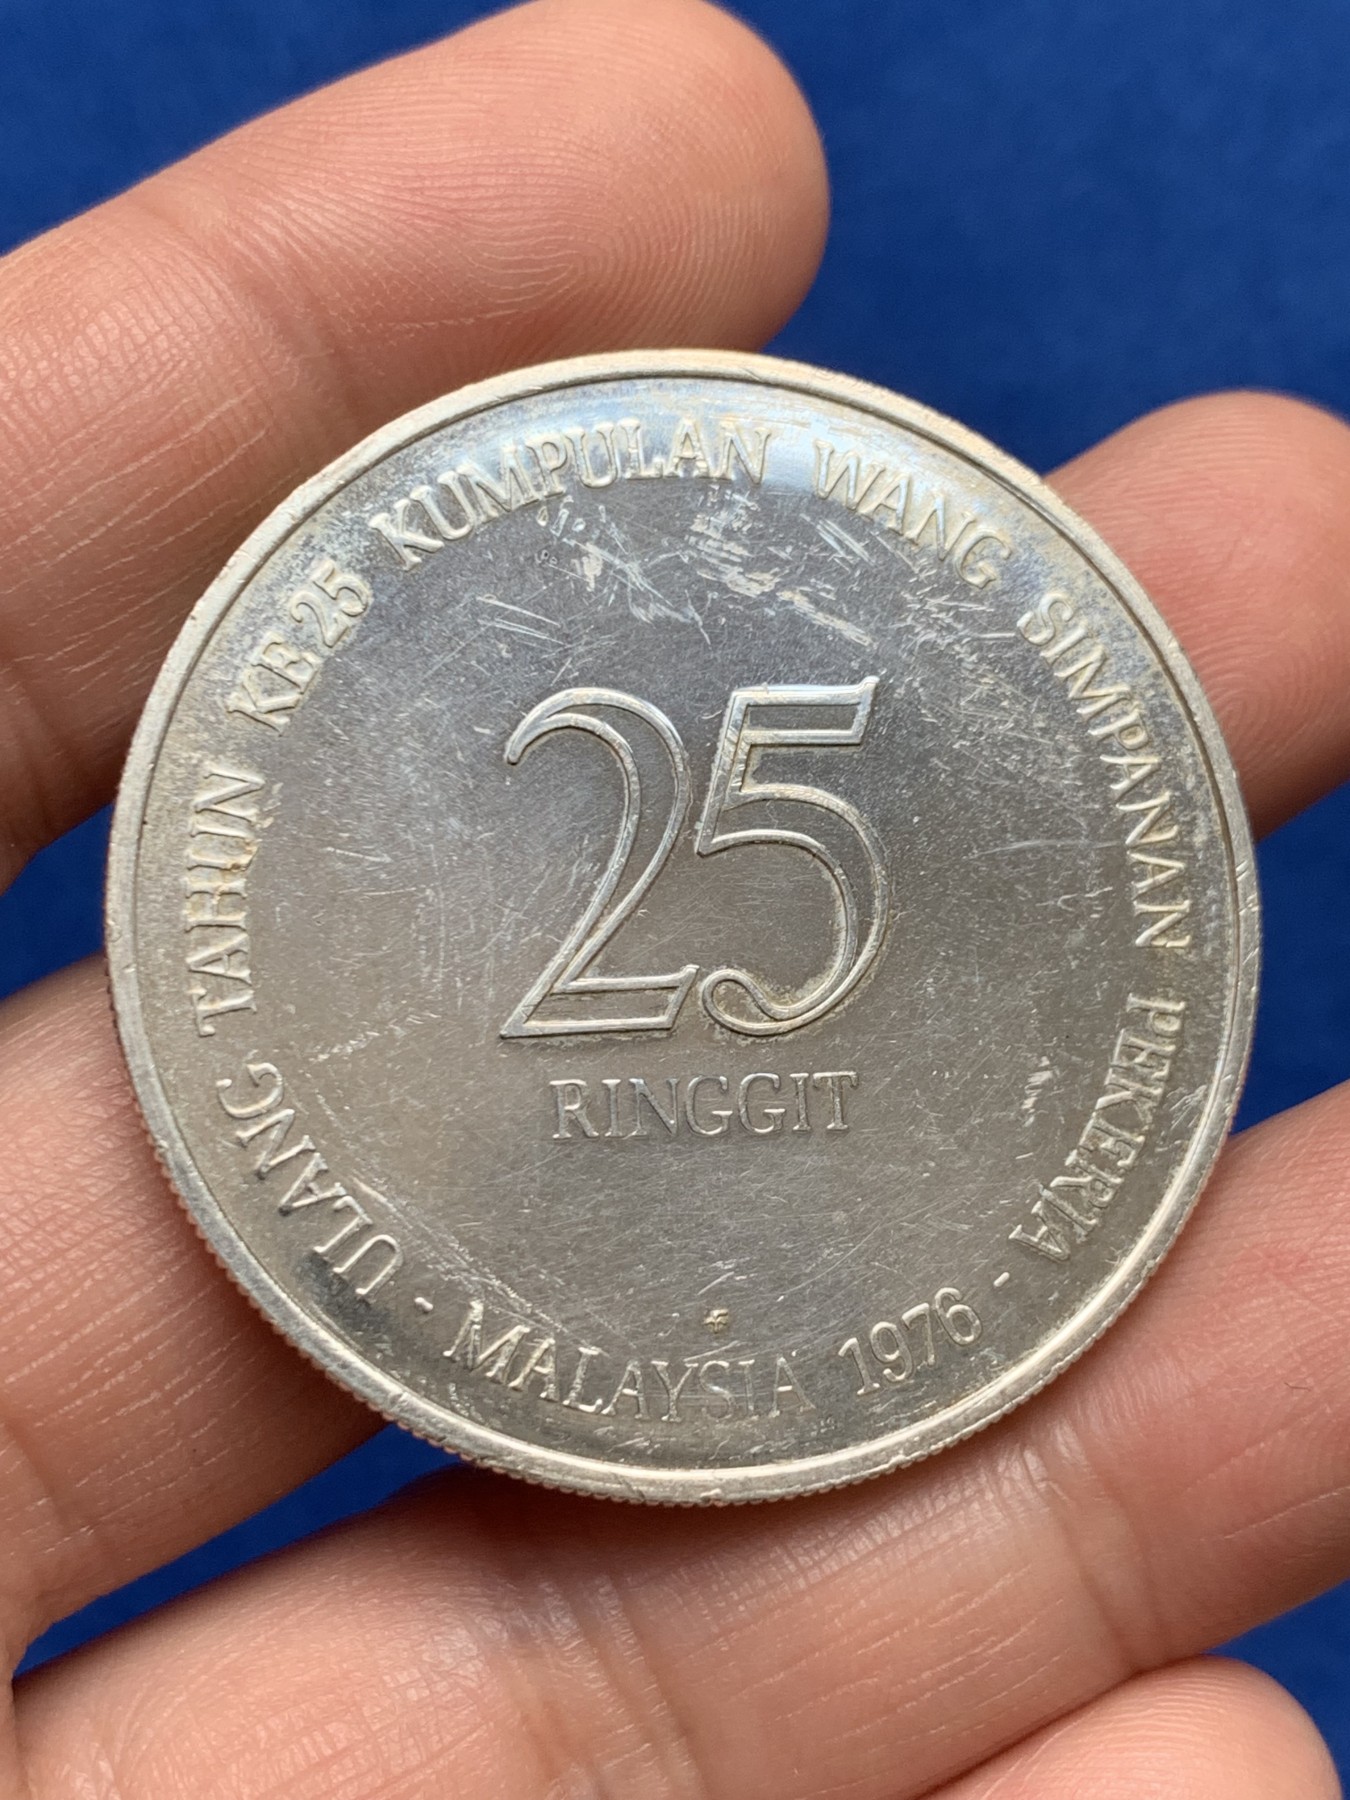 ULANG TAHUN KE 25 KUMPULAN WANG SIMPANAN PEKERJA
25
RINGGIT
- MALAYSIA 1976 -